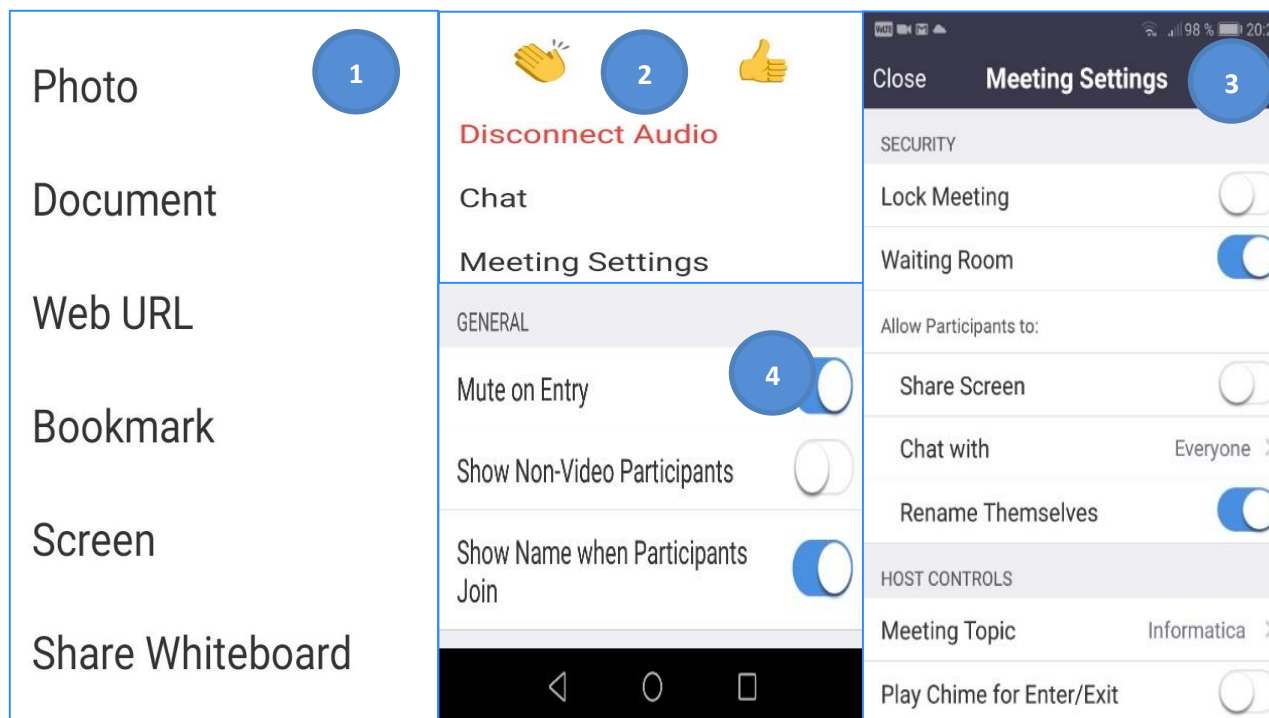 Photo
1
Document
Web URL
Bookmark
Screen
Share Whiteboard
2
Disconnect Audio
Chat
Meeting Settings
GENERAL
4
Mute on Entry
Show Non-Video Participants
Show Name when Participants
Join
98 % 20:2
Close Meeting Settings
3
SECURITY
Lock Meeting
Waiting Room
Allow Participants to:
Share Screen
Chat with Everyone
Rename Themselves
HOST CONTROLS
Meeting Topic Informatica
Play Chime for Enter/Exit